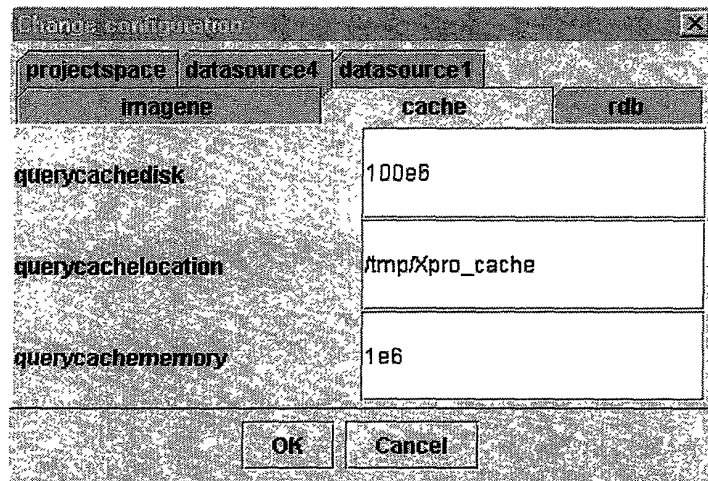 Change configuration
projectspace datasource4 datasource1
imagene cache rdb
querycachedisk 100e6
querycachelocation /tmp/Xpro_cache
querycachememory 1e6
OK Cancel